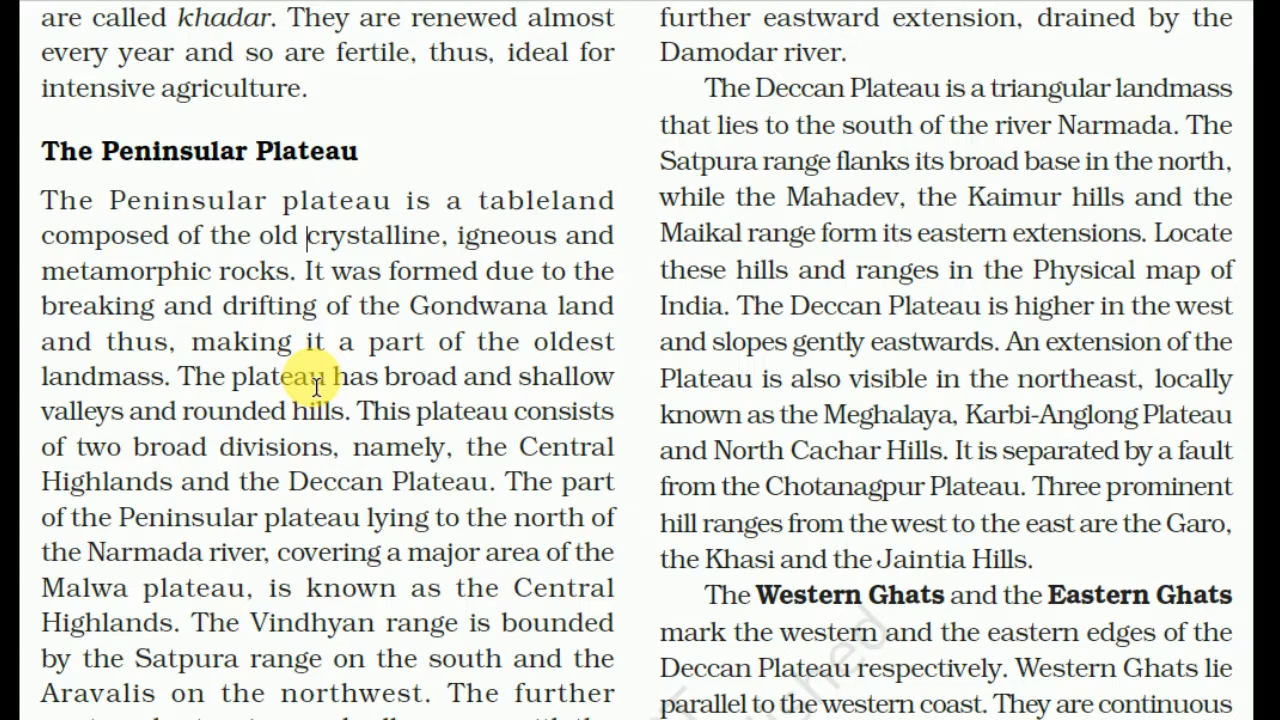 are called khadar. They are renewed almost
every year and so are fertile, thus, ideal for
intensive agriculture.
The Peninsular Plateau
The Peninsular plateau is a tableland
composed of the old crystalline, igneous and
metamorphic rocks. It was formed due to the
breaking and drifting of the Gondwana land
and thus, making it a part of the oldest
landmass. The plateau has broad and shallow
valleys and rounded hills. This plateau consists
of two broad divisions, namely, the Central
Highlands and the Deccan Plateau. The part
of the Peninsular plateau lying to the north of
the Narmada river, covering a major area of the
Malwa plateau, is known as the Central
Highlands. The Vindhyan range is bounded
by the Satpura range on the south and the
Aravalis on the northwest. The further
further eastward extension, drained by the
Damodar river.
The Deccan Plateau is a triangular landmass
that lies to the south of the river Narmada. The
Satpura range flanks its broad base in the north,
while the Mahadev, the Kaimur hills and the
Maikal range form its eastern extensions. Locate
these hills and ranges in the Physical map of
India. The Deccan Plateau is higher in the west
and slopes gently eastwards. An extension of the
Plateau is also visible in the northeast, locally
known as the Meghalaya, Karbi-Anglong Plateau
and North Cachar Hills. It is separated by a fault
from the Chotanagpur Plateau. Three prominent
hill ranges from the west to the east are the Garo,
the Khasi and the Jaintia Hills.
The Western Ghats and the Eastern Ghats
mark the western and the eastern edges of the
Deccan Plateau respectively. Western Ghats lie
parallel to the western coast. They are continuous